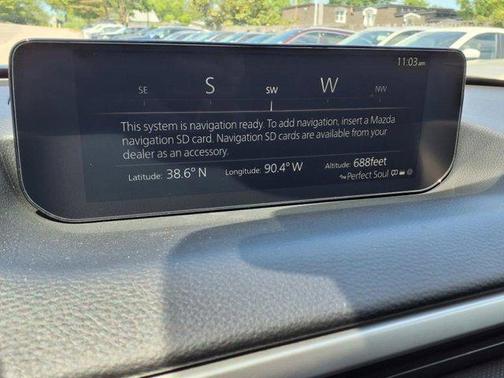 11:03 am
SE S SW W NW
This system is navigation ready. To add navigation, insert a Mazda
navigation SD card. Navigation SD cards are available from your
dealer as an accessory.
Latitude: 38.6° N Longitude: 90.4° W Altitude: 688feet
Perfect Soul